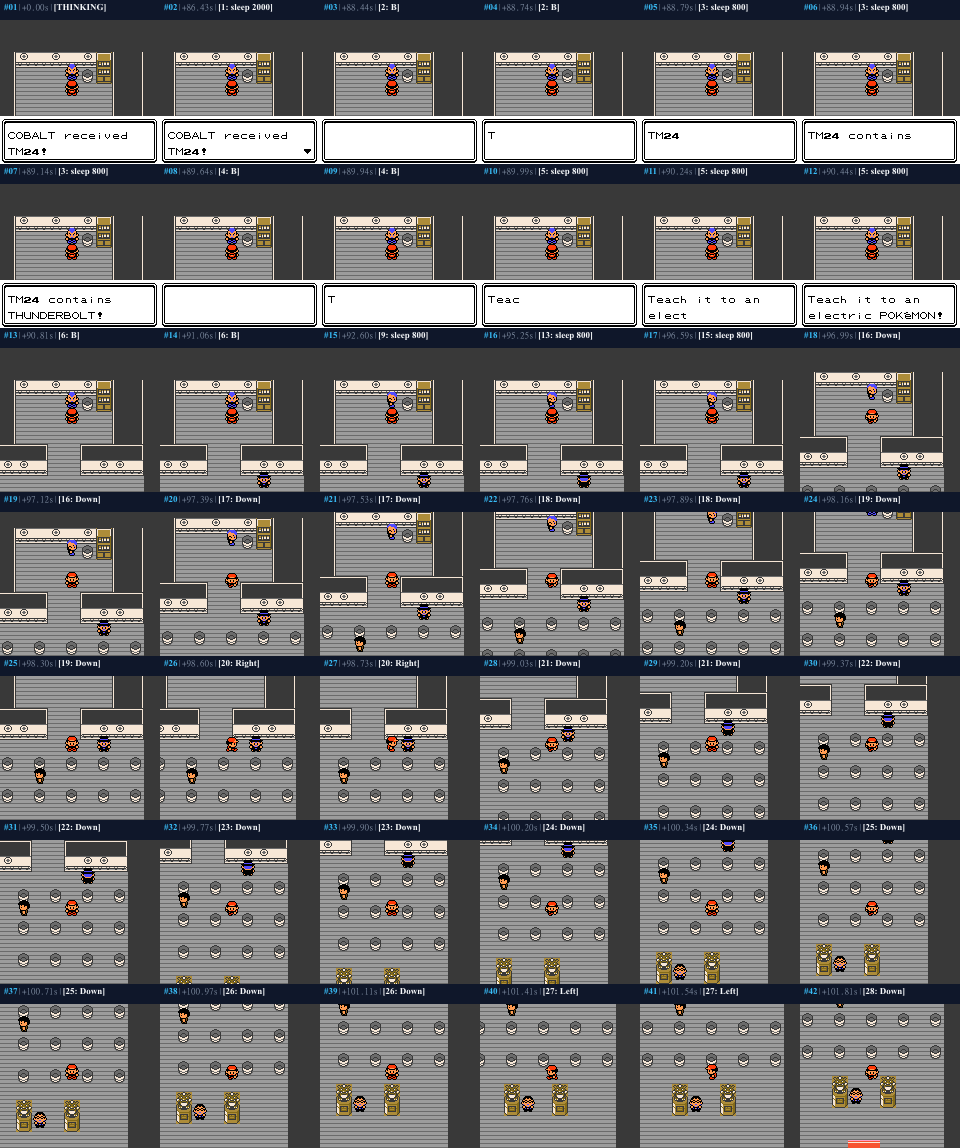 #01|+0.00s|[THINKING] #02|+86.43s|[1: sleep 2000] #03|+88.44s|[2: B] #04|+88.74s|[2: B] #05|+88.79s|[3: sleep 800] #06|+88.94s|[3: sleep 800]
COBALT received
TM24!
COBALT received
TM24!
T
TM24
TM24 contains
#07|+89.14s|[3: sleep 800] #08|+89.64s|[4: B] #09|+89.94s|[4: B] #10|+89.99s|[5: sleep 800] #11|+90.24s|[5: sleep 800] #12|+90.44s|[5: sleep 800]
TM24 contains
THUNDERBOLT!
T
Teac
Teach it to an
elect
Teach it to an
electric POKéMON!
#13|+90.81s|[6: B] #14|+91.06s|[6: B] #15|+92.60s|[9: sleep 800] #16|+95.25s|[13: sleep 800] #17|+96.59s|[15: sleep 800] #18|+96.99s|[16: Down]
#19|+97.12s|[16: Down] #20|+97.39s|[17: Down] #21|+97.53s|[17: Down] #22|+97.76s|[18: Down] #23|+97.89s|[18: Down] #24|+98.16s|[19: Down]
#25|+98.30s|[19: Down] #26|+98.60s|[20: Right] #27|+98.73s|[20: Right] #28|+99.03s|[21: Down] #29|+99.20s|[21: Down] #30|+99.37s|[22: Down]
#31|+99.50s|[22: Down] #32|+99.77s|[23: Down] #33|+99.90s|[23: Down] #34|+100.20s|[24: Down] #35|+100.34s|[24: Down] #36|+100.57s|[25: Down]
#37|+100.71s|[25: Down] #38|+100.97s|[26: Down] #39|+101.11s|[26: Down] #40|+101.41s|[27: Left] #41|+101.54s|[27: Left] #42|+101.81s|[28: Down]